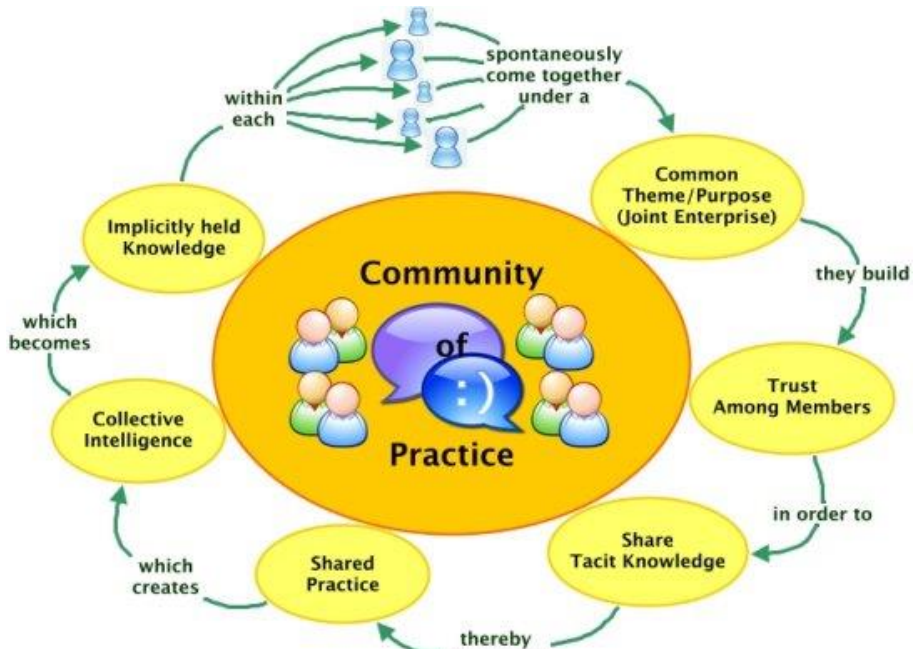 spontaneously
come together
under a
within
each
Common
Theme/Purpose
(Joint Enterprise)
they build
Trust
Among Members
in order to
Share
Tacit Knowledge
thereby
Shared
Practice
which
creates
Collective
Intelligence
which
becomes
Implicitly held
Knowledge
Community
of
:)
Practice